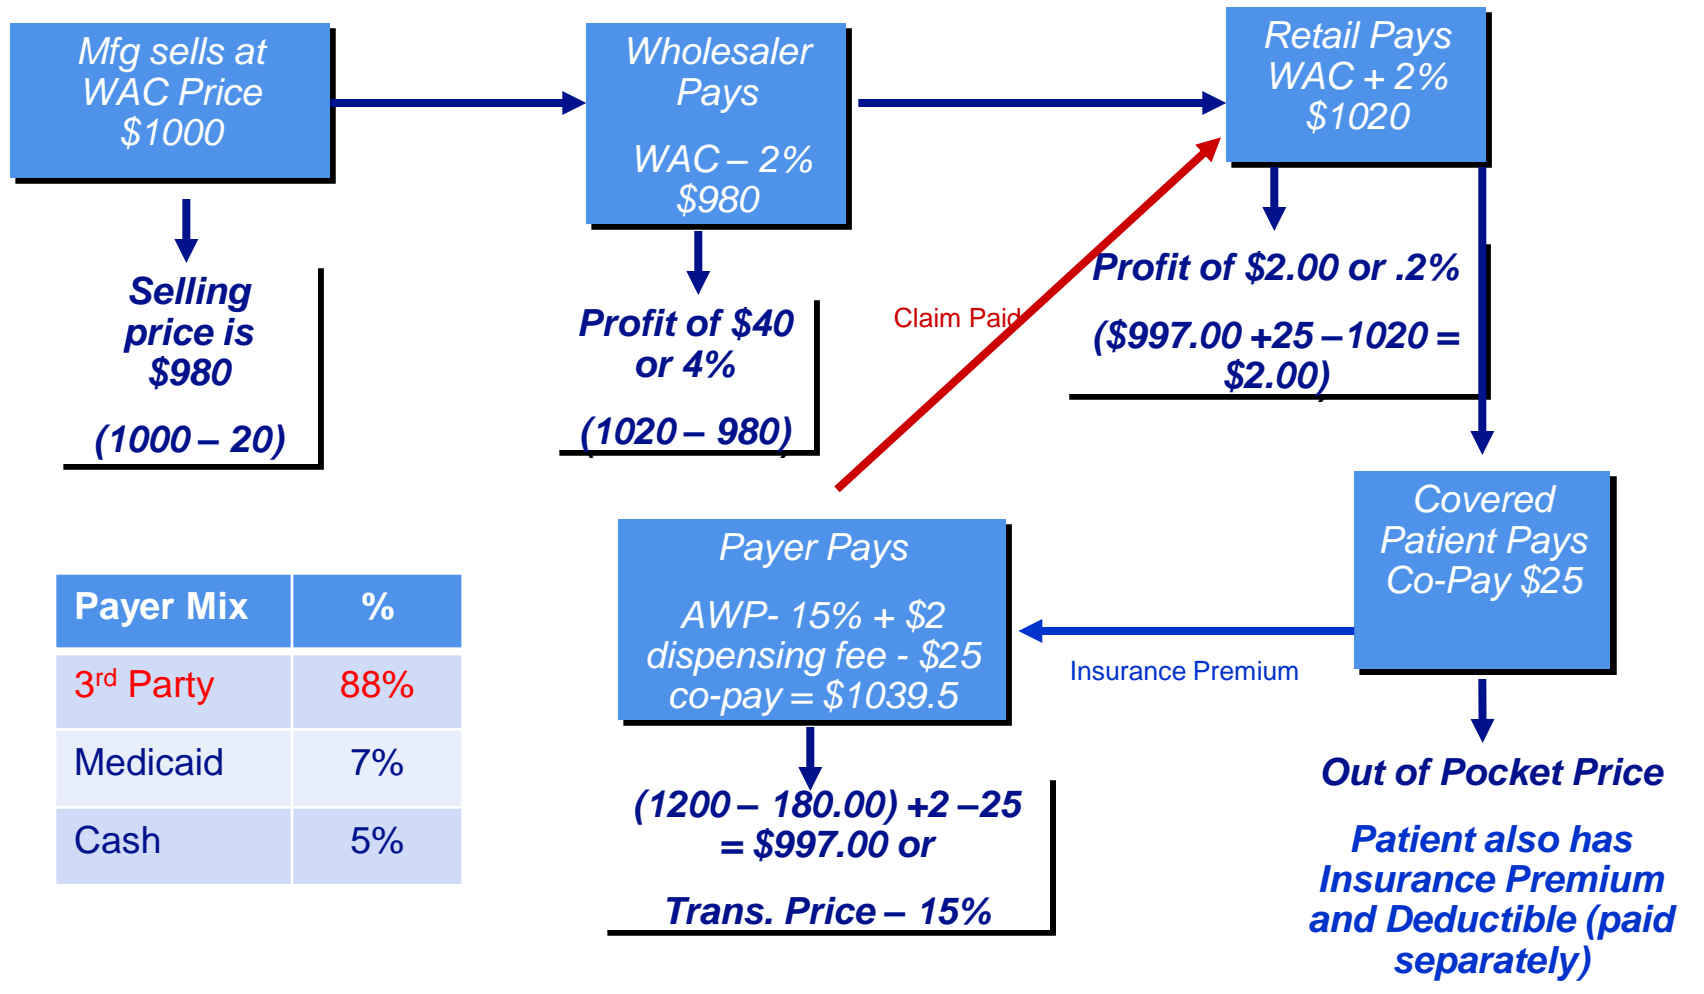 Mfg sells at
WAC Price
$1000
Wholesaler
Pays
WAC – 2%
$980
Retail Pays
WAC + 2%
$1020
Selling
price is
$980
(1000 – 20)
Profit of $40
or 4%
(1020 – 980)
Claim Paid
Profit of $2.00 or .2%
($997.00 +25 –1020 =
$2.00)
Payer Pays
AWP- 15% + $2
dispensing fee - $25
co-pay = $1039.5
Insurance Premium
Covered
Patient Pays
Co-Pay $25
Payer Mix %
3rd Party 88%
Medicaid 7%
Cash 5%
(1200 – 180.00) +2 –25
= $997.00 or
Trans. Price – 15%
Out of Pocket Price
Patient also has
Insurance Premium
and Deductible (paid
separately)